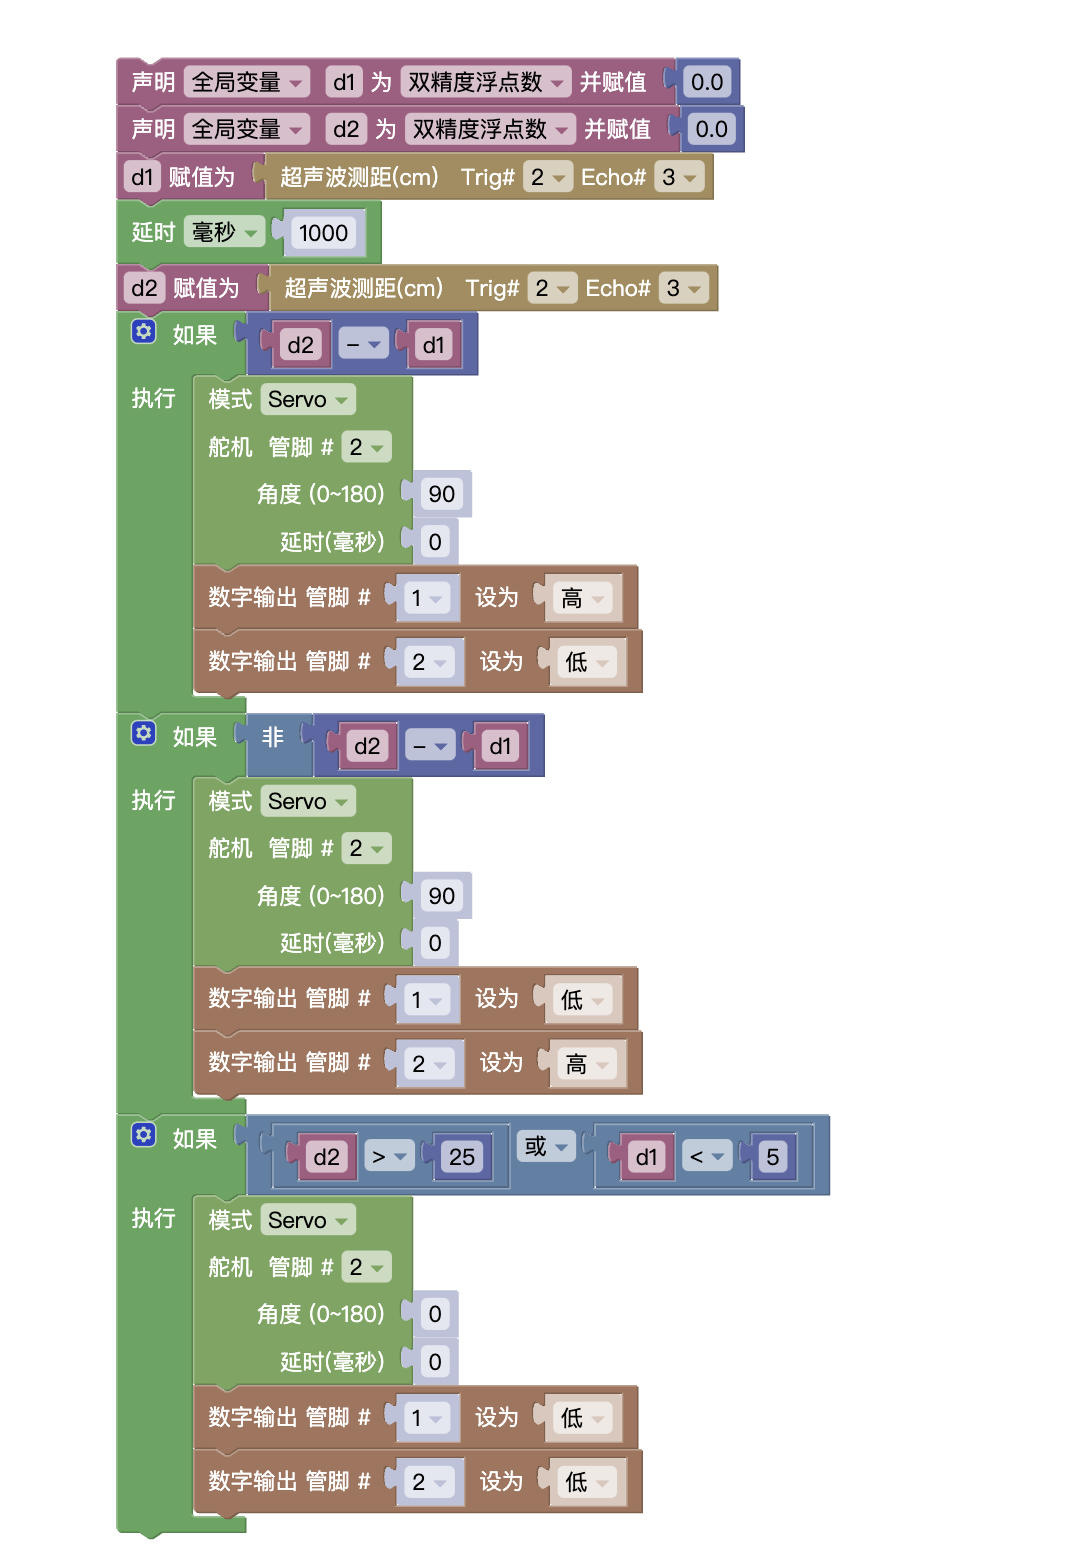 声明 全局变量 d1 为 双精度浮点数 并赋值 0.0
声明 全局变量 d2 为 双精度浮点数 并赋值 0.0
d1 赋值为 超声波测距(cm) Trig# 2 Echo# 3
延时 毫秒 1000
d2 赋值为 超声波测距(cm) Trig# 2 Echo# 3
如果 d2 - d1
执行 模式 Servo
舵机 管脚 # 2
角度 (0~180) 90
延时(毫秒) 0
数字输出 管脚 # 1 设为 高
数字输出 管脚 # 2 设为 低
如果 非 d2 - d1
执行 模式 Servo
舵机 管脚 # 2
角度 (0~180) 90
延时(毫秒) 0
数字输出 管脚 # 1 设为 低
数字输出 管脚 # 2 设为 高
如果 d2 > 25 或 d1 < 5
执行 模式 Servo
舵机 管脚 # 2
角度 (0~180) 0
延时(毫秒) 0
数字输出 管脚 # 1 设为 低
数字输出 管脚 # 2 设为 低